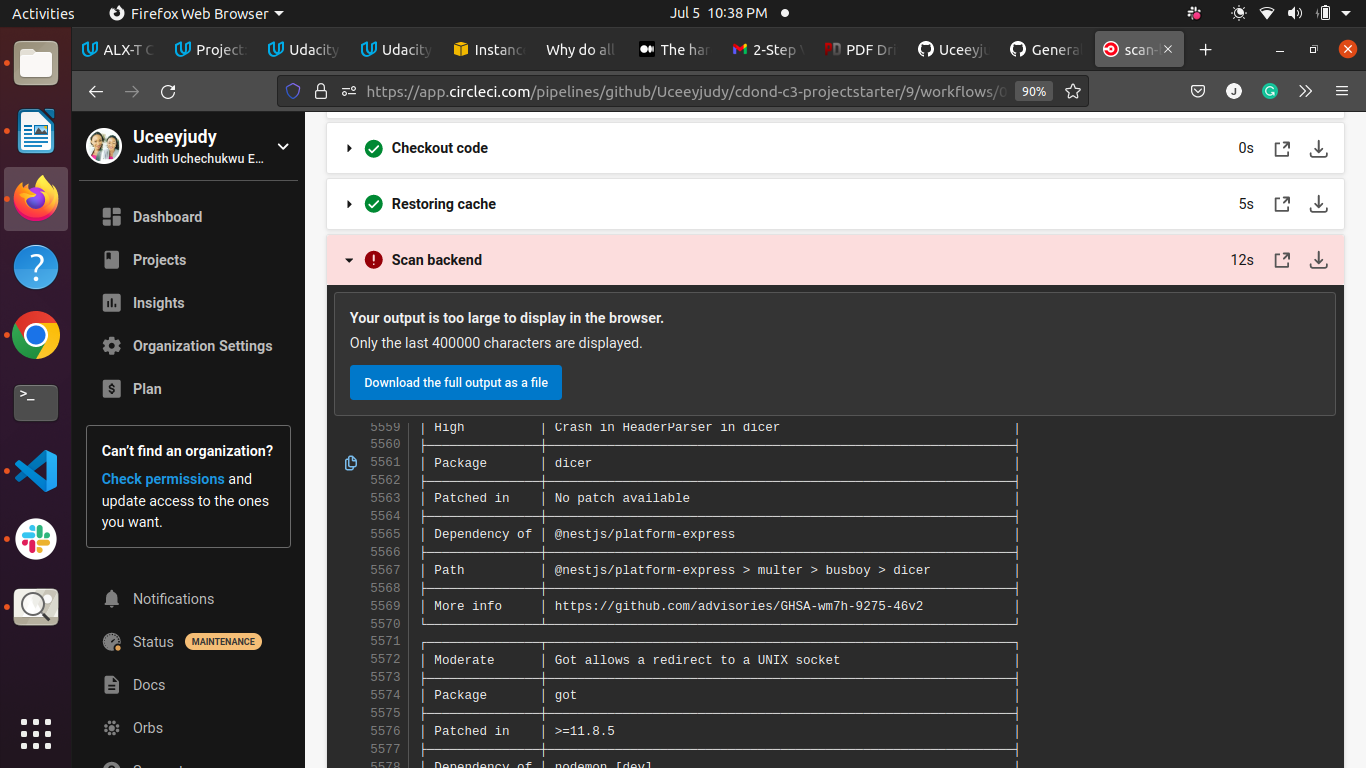 Activities
Firefox Web Browser
Jul 5 10:38 PM
ALX-T C
Project
Udacity
Udacity
Instanc
Why do all
The har
2-Step V
PDF Dri
Uceeyju
General
scan-
https://app.circleci.com/pipelines/github/Uceeyjudy/cdond-c3-projectstarter/9/workflows/0
90%
J
G
Uceeyjudy
Judith Uchechukwu E...
Dashboard
Projects
Insights
Organization Settings
Plan
Can't find an organization?
Check permissions and
update access to the ones
you want.
Notifications
Status MAINTENANCE
Docs
Orbs
Checkout code 0s
Restoring cache 5s
Scan backend 12s
Your output is too large to display in the browser.
Only the last 400000 characters are displayed.
Download the full output as a file
5559 High Crash in HeaderParser in dicer
5560
5561 Package dicer
5562
5563 Patched in No patch available
5564
5565 Dependency of @nestjs/platform-express
5566
5567 Path @nestjs/platform-express > multer > busboy > dicer
5568
5569 More info https://github.com/advisories/GHSA-wm7h-9275-46v2
5570
5571
5572 Moderate Got allows a redirect to a UNIX socket
5573
5574 Package got
5575
5576 Patched in >=11.8.5
5577
5578 Dependency of nodemon [dev]